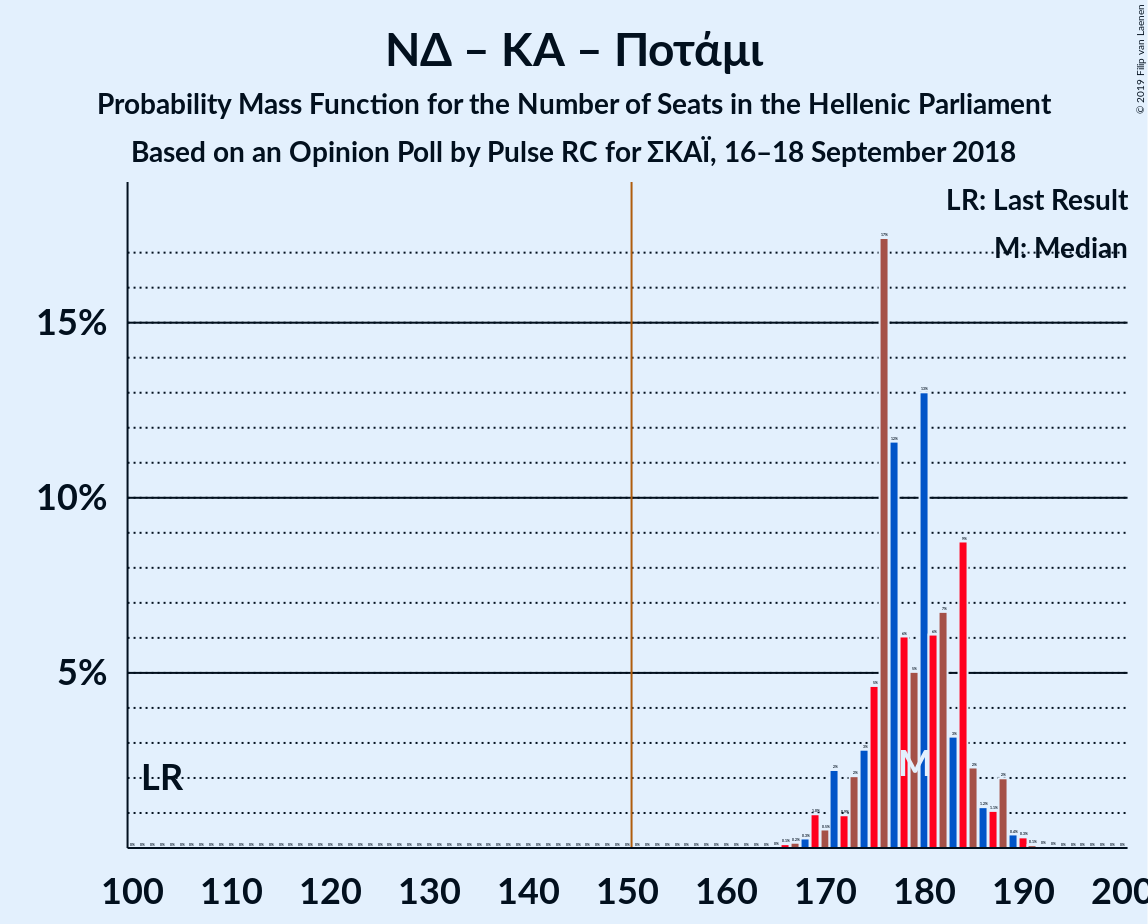 ΝΔ – ΚΑ – Ποτάμι
Probability Mass Function for the Number of Seats in the Hellenic Parliament
Based on an Opinion Poll by Pulse RC for ΣΚΑΪ, 16–18 September 2018
© 2019 Filip van Laenen
LR: Last Result
M: Median
15%
10%
5%
LR
M
100 110 120 130 140 150 160 170 180 190 200